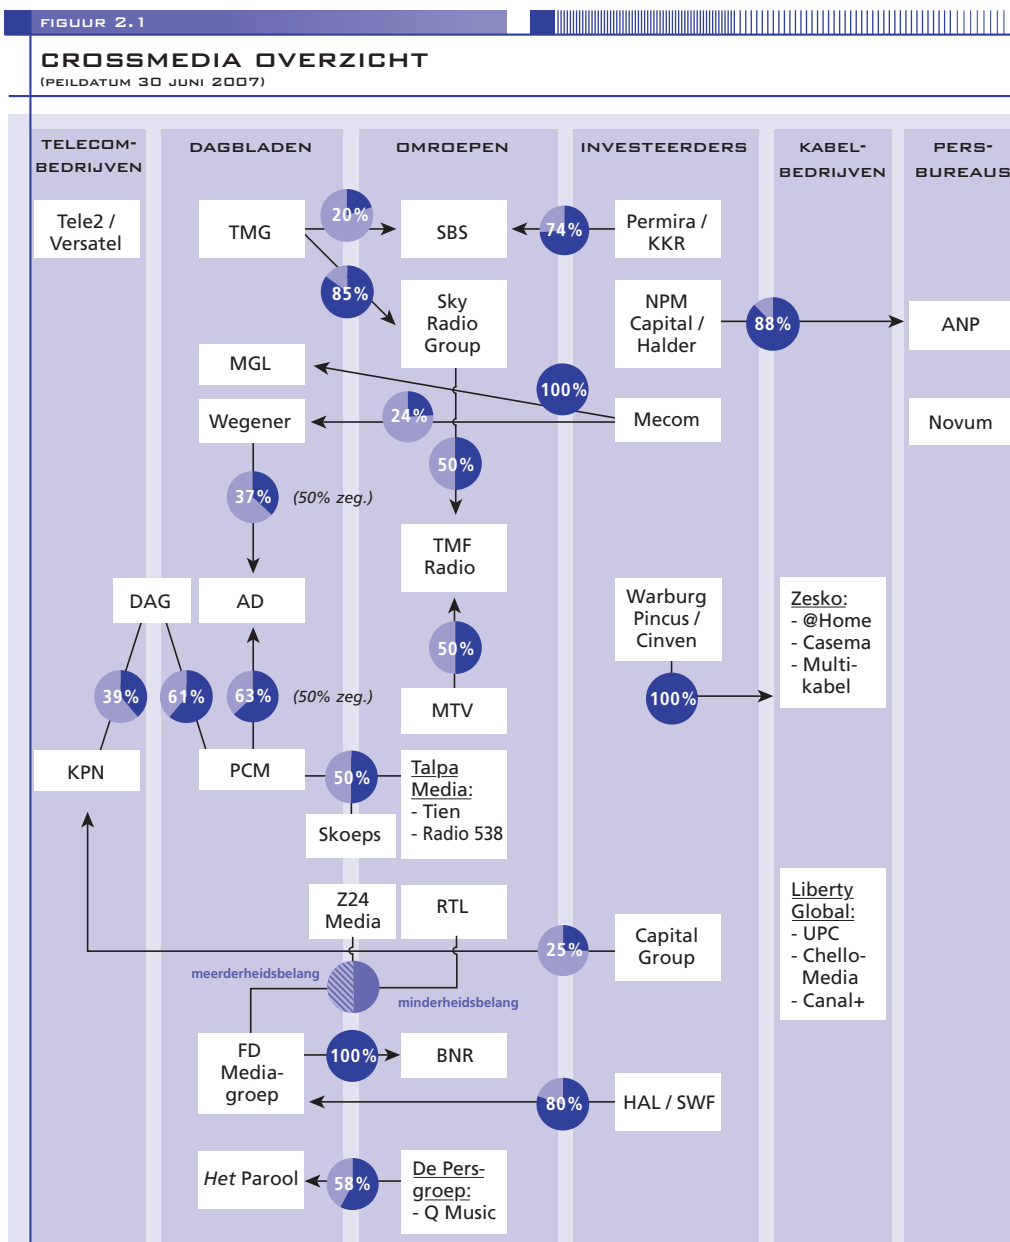 FIGUUR 2.1
CROSSMEDIA OVERZICHT
(PEILDATUM 30 JUNI 2007)
TELECOM-
BEDRIJVEN
DAGBLADEN
OMROEPEN
INVESTEERDERS
KABEL-
BEDRIJVEN
PERS-
BUREAUS
Tele2 /
Versatel
TMG
20%
SBS
74%
Permira /
KKR
85%
Sky
Radio
Group
NPM
Capital /
Halder
88%
ANP
MGL
100%
Wegener
24%
Mecom
Novum
50%
37%
(50% zeg.)
TMF
Radio
DAG
AD
Warburg
Pincus /
Cinven
Zesko:
- @Home
- Casema
- Multi-
kabel
50%
39%
61%
63%
(50% zeg.)
MTV
100%
KPN
PCM
50%
Talpa
Media:
- Tien
- Radio 538
Skoeps
Z24
Media
RTL
Liberty
Global:
- UPC
- Chello-
Media
- Canal+
25%
Capital
Group
meerderheidsbelang
minderheidsbelang
FD
Media-
groep
100%
BNR
80%
HAL / SWF
Het Parool
58%
De Pers-
groep:
- Q Music